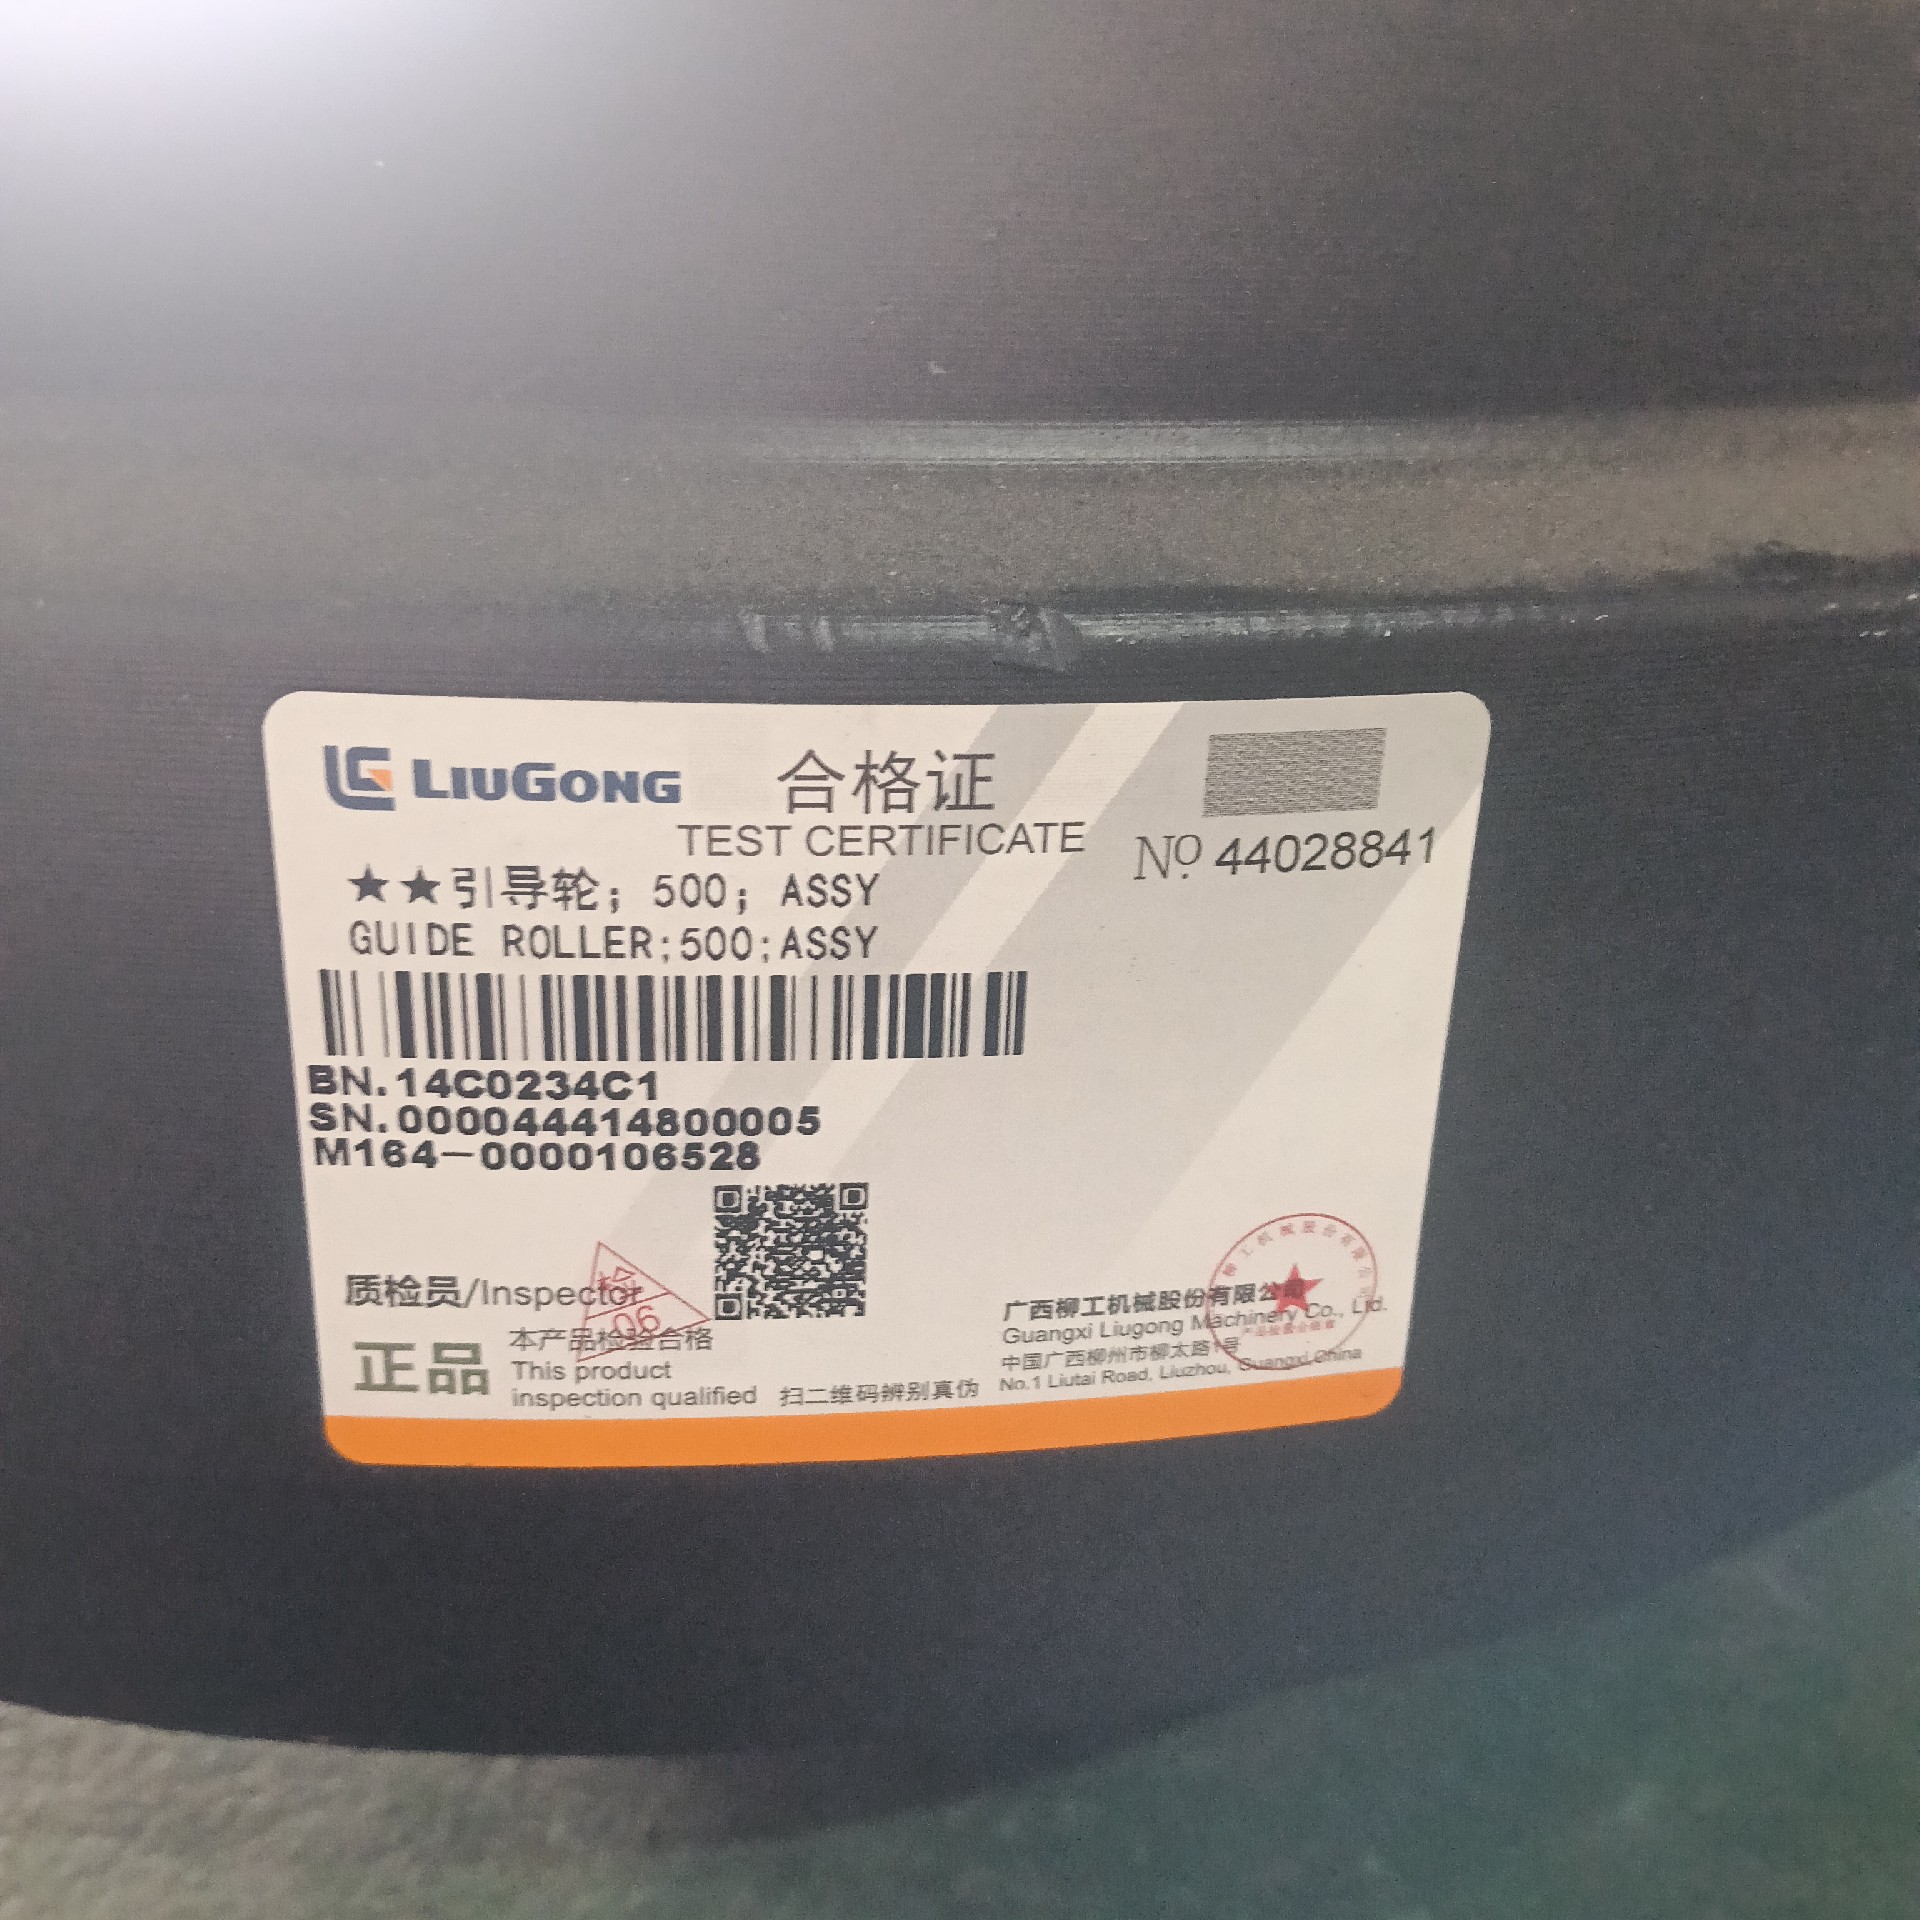 LIUGONG
合格证
TEST CERTIFICATE
№ 44028841
★★引导轮；500；ASSY
GUIDE ROLLER;500;ASSY
BN.14C0234C1
SN.000044414800005
M164-0000106528
质检员/Inspector
检
06
正品
本产品检验合格
This product
inspection qualified
扫二维码辨别真伪
广西柳工机械股份有限公司
Guangxi Liugong Machinery Co., Ltd.
中国广西柳州市柳太路1号
No.1 Liutai Road, Liuzhou, Guangxi, China